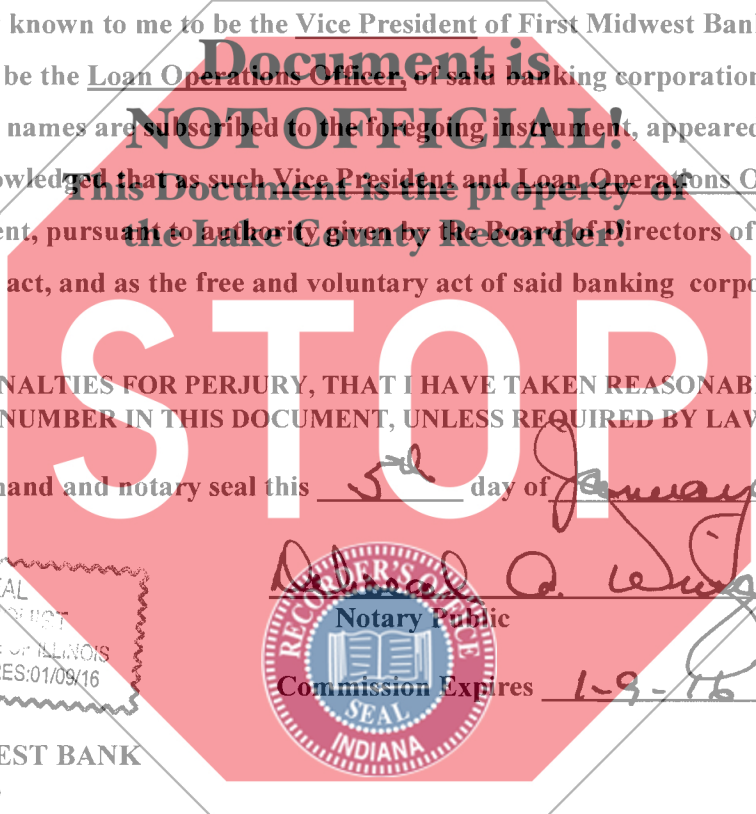 known to me to be the Vice President of First Midwest Ban
Document is
be the Loan Operations Officer, of said banking corporation
NOT OFFICIAL!
names are subscribed to the foregoing instrument, appeared
This Document is the property of
owledged that as such Vice President and Loan Operations O
the Lake County Recorder!
ent, pursuant to authority given by the Board of Directors of
act, and as the free and voluntary act of said banking corpo
STOP
NALTIES FOR PERJURY, THAT I HAVE TAKEN REASONAB
NUMBER IN THIS DOCUMENT, UNLESS REQUIRED BY LAW
hand and notary seal this 5th day of January
EAL
OF ILLINOIS
RES:01/09/16
Notary Public
RECORDER'S OFFICE
SEAL
INDIANA
Commission Expires 1-9-16
EST BANK